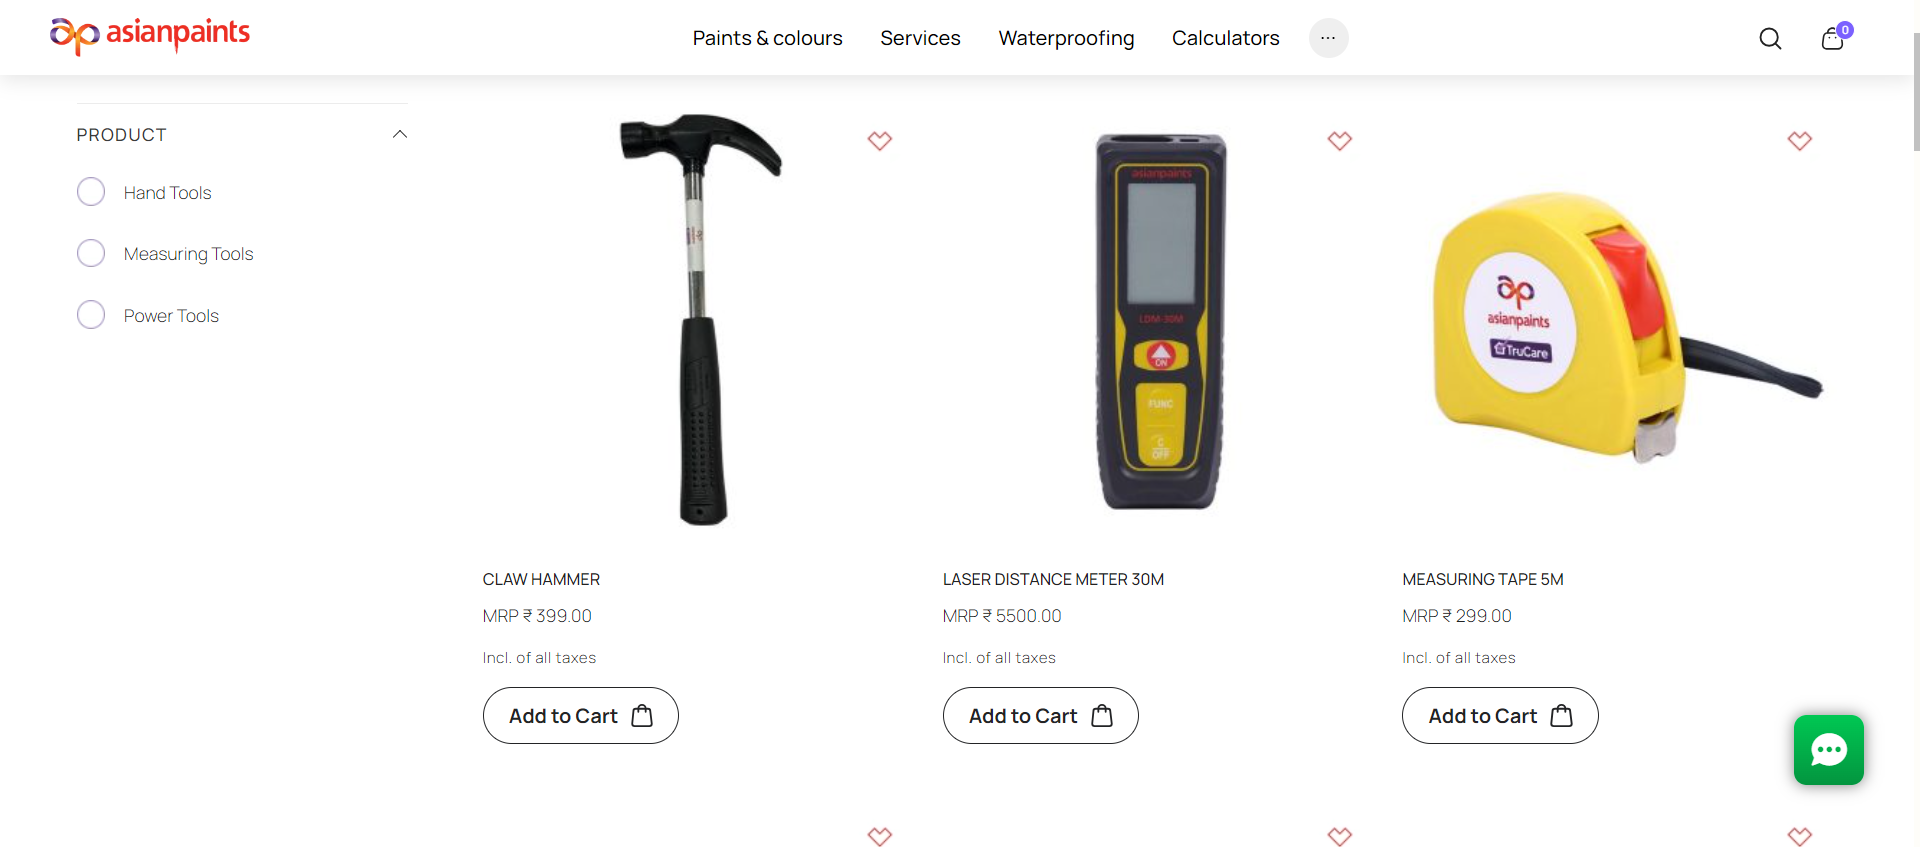 asianpaints
Paints & colours
Services
Waterproofing
Calculators
0
PRODUCT
Hand Tools
Measuring Tools
Power Tools
asianpaints
LDM-30M
ON
FUNC
C
OFF
asianpaints
TruCare
CLAW HAMMER
MRP ₹ 399.00
Incl. of all taxes
Add to Cart
LASER DISTANCE METER 30M
MRP ₹ 5500.00
Incl. of all taxes
Add to Cart
MEASURING TAPE 5M
MRP ₹ 299.00
Incl. of all taxes
Add to Cart